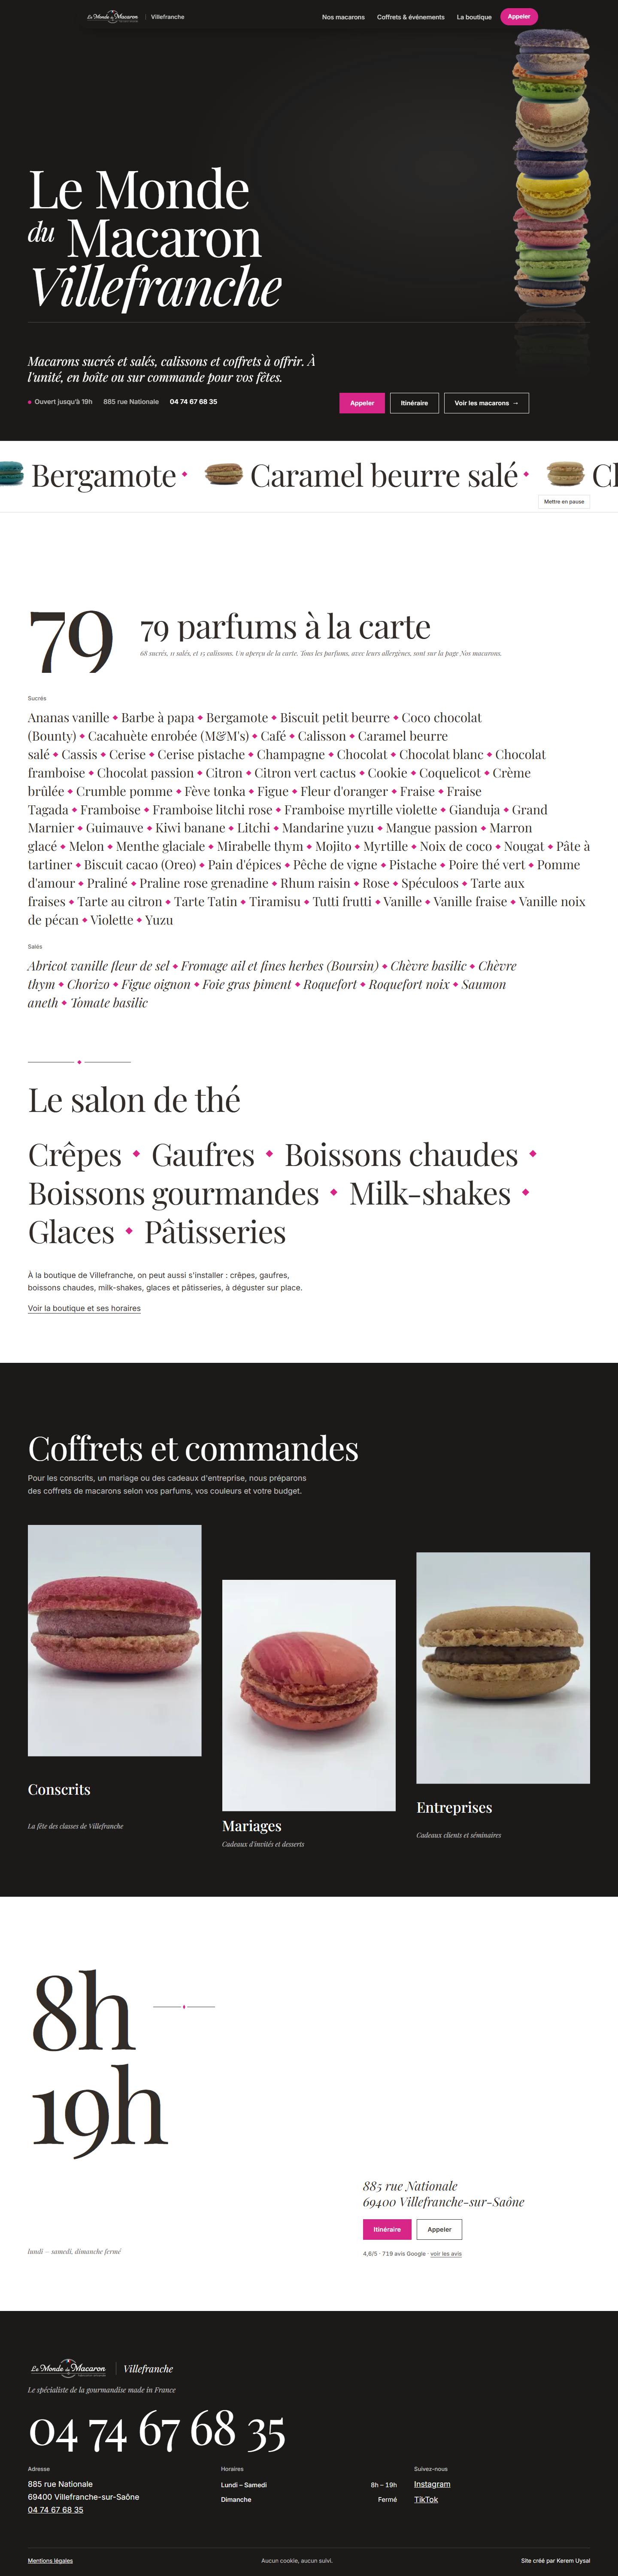 Le Monde du Macaron | Villefranche
Nos macarons Coffrets & événements La boutique Appeler
Le Monde
du Macaron
Villefranche
Macarons sucrés et salés, calissons et coffrets à offrir. À
l'unité, en boîte ou sur commande pour vos fêtes.
Ouvert jusqu'à 19h 885 rue Nationale 04 74 67 68 35
Appeler Itinéraire Voir les macarons →
Bergamote ◆ Caramel beurre salé ◆
Mettre en pause
79
79 parfums à la carte
68 sucrés, 11 salés, et 15 calissons. Un aperçu de la carte. Tous les parfums, avec leurs allergènes, sont sur la page Nos macarons.
Sucrés
Ananas vanille ◆ Barbe à papa ◆ Bergamote ◆ Biscuit petit beurre ◆ Coco chocolat
(Bounty) ◆ Cacahuète enrobée (M&M's) ◆ Café ◆ Calisson ◆ Caramel beurre
salé ◆ Cassis ◆ Cerise ◆ Cerise pistache ◆ Champagne ◆ Chocolat ◆ Chocolat blanc ◆ Chocolat
framboise ◆ Chocolat passion ◆ Citron ◆ Citron vert cactus ◆ Cookie ◆ Coquelicot ◆ Crème
brûlée ◆ Crumble pomme ◆ Fève tonka ◆ Figue ◆ Fleur d'oranger ◆ Fraise ◆ Fraise
Tagada ◆ Framboise ◆ Framboise litchi rose ◆ Framboise myrtille violette ◆ Gianduja ◆ Grand
Marnier ◆ Guimauve ◆ Kiwi banane ◆ Litchi ◆ Mandarine yuzu ◆ Mangue passion ◆ Marron
glacé ◆ Melon ◆ Menthe glaciale ◆ Mirabelle thym ◆ Mojito ◆ Myrtille ◆ Noix de coco ◆ Nougat ◆ Pâte à
tartiner ◆ Biscuit cacao (Oreo) ◆ Pain d'épices ◆ Pêche de vigne ◆ Pistache ◆ Poire thé vert ◆ Pomme
d'amour ◆ Praliné ◆ Praline rose grenadine ◆ Rhum raisin ◆ Rose ◆ Spéculoos ◆ Tarte aux
fraises ◆ Tarte au citron ◆ Tarte Tatin ◆ Tiramisu ◆ Tutti frutti ◆ Vanille ◆ Vanille fraise ◆ Vanille noix
de pécan ◆ Violette ◆ Yuzu
Salés
Abricot vanille fleur de sel ◆ Fromage ail et fines herbes (Boursin) ◆ Chèvre basilic ◆ Chèvre
thym ◆ Chorizo ◆ Figue oignon ◆ Foie gras piment ◆ Roquefort ◆ Roquefort noix ◆ Saumon
aneth ◆ Tomate basilic
Le salon de thé
Crêpes ◆ Gaufres ◆ Boissons chaudes ◆
Boissons gourmandes ◆ Milk-shakes ◆
Glaces ◆ Pâtisseries
À la boutique de Villefranche, on peut aussi s'installer : crêpes, gaufres,
boissons chaudes, milk-shakes, glaces et pâtisseries, à déguster sur place.
Voir la boutique et ses horaires
Coffrets et commandes
Pour les conscrits, un mariage ou des cadeaux d'entreprise, nous préparons
des coffrets de macarons selon vos parfums, vos couleurs et votre budget.
Conscrits
La fête des classes de Villefranche
Mariages
Cadeaux d'invités et desserts
Entreprises
Cadeaux clients et séminaires
8h
19h
lundi – samedi, dimanche fermé
885 rue Nationale
69400 Villefranche-sur-Saône
Itinéraire Appeler
4,6/5 · 719 avis Google · voir les avis
Le Monde du Macaron | Villefranche
Le spécialiste de la gourmandise made in France
04 74 67 68 35
Adresse
885 rue Nationale
69400 Villefranche-sur-Saône
04 74 67 68 35
Horaires
Lundi – Samedi 8h – 19h
Dimanche Fermé
Suivez-nous
Instagram
TikTok
Mentions légales Aucun cookie, aucun suivi. Site créé par Kerem Uysal